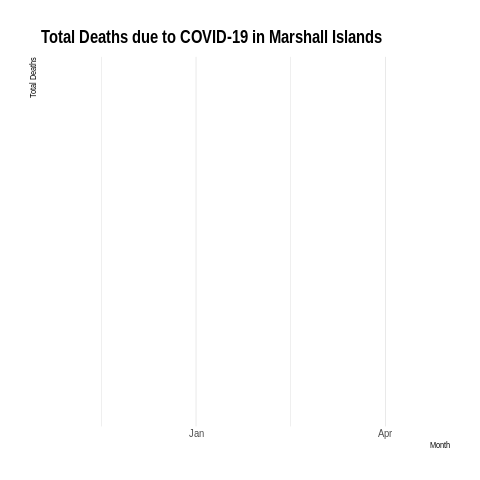 Total Deaths due to COVID-19 in Marshall Islands
Total Deaths
Jan
Apr
Month